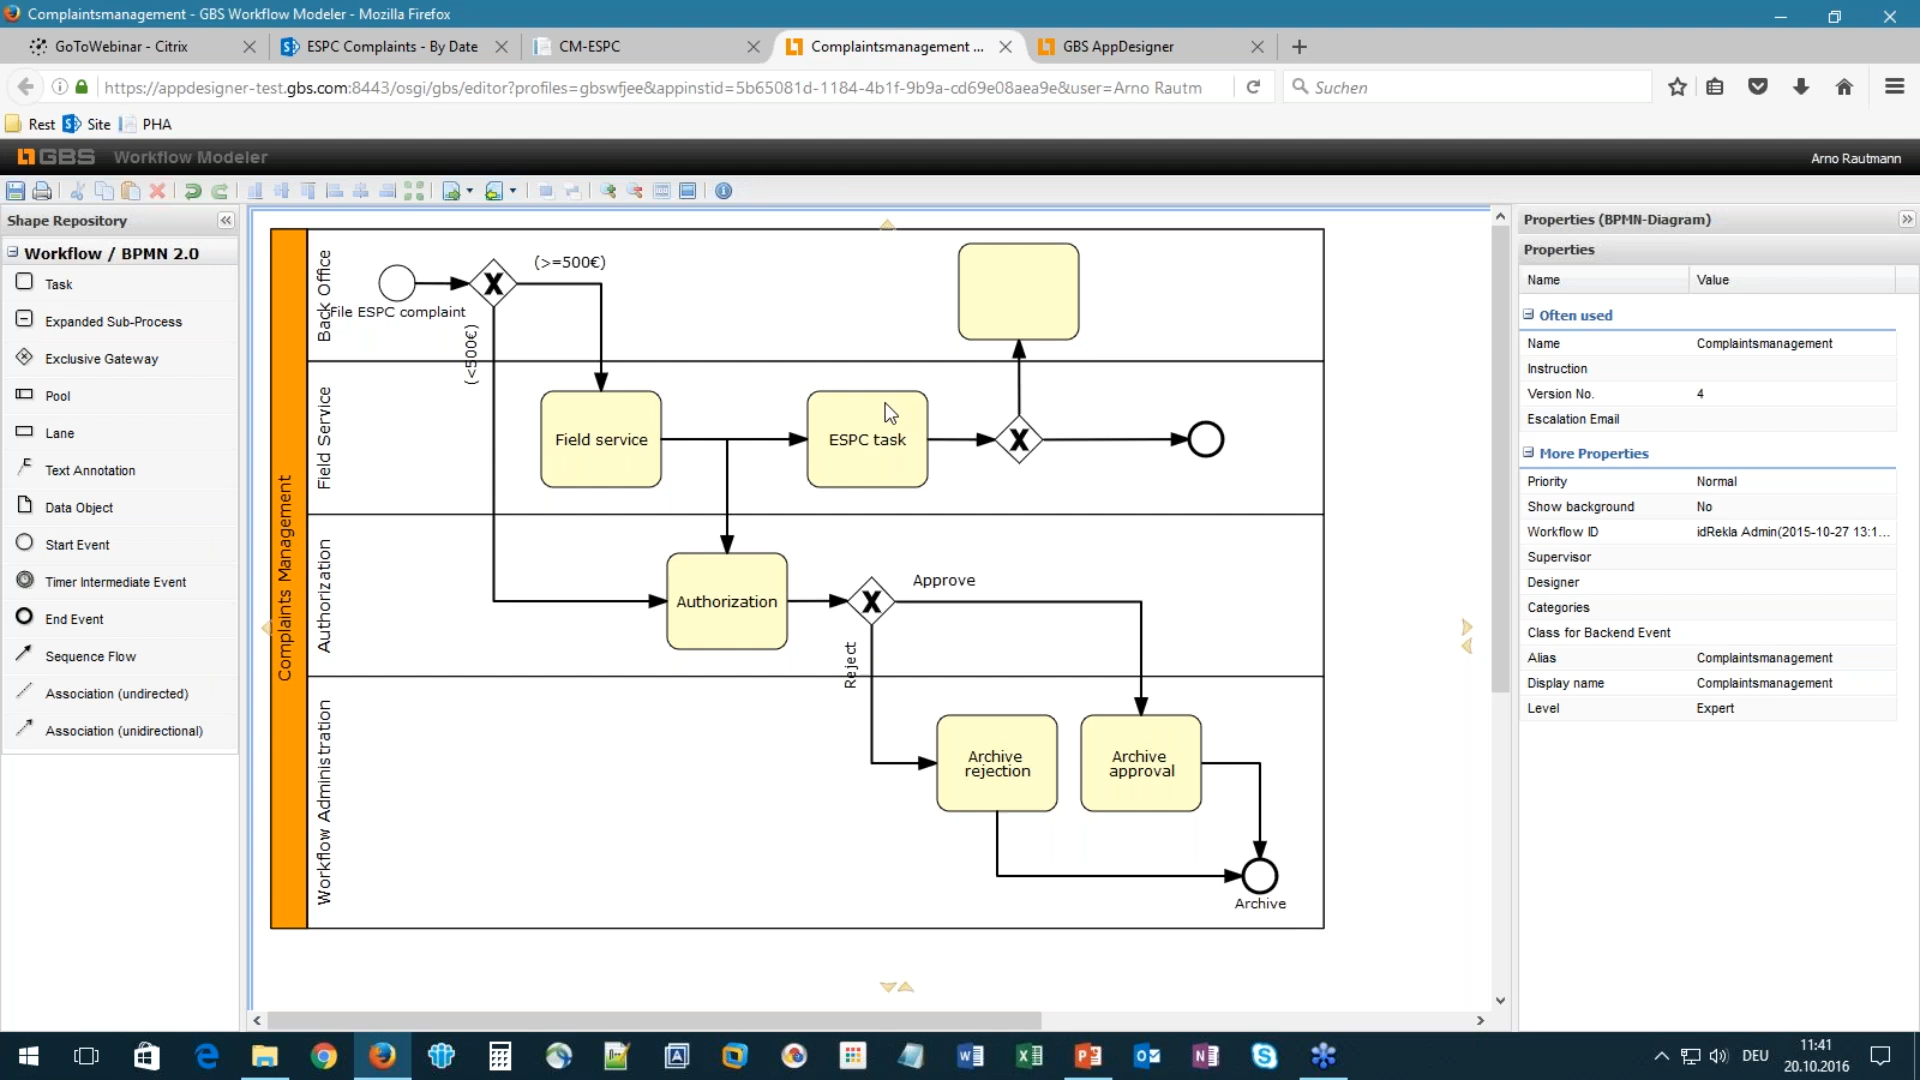 Complaintsmanagement - GBS Workflow Modeler - Mozilla Firefox
GoToWebinar - Citrix
ESPC Complaints - By Date
CM-ESPC
Complaintsmanagement ...
GBS AppDesigner
https://appdesigner-test.gbs.com:8443/osgi/gbs/editor?profiles=gbswfjee&appinstid=5b65081d-1184-4b1f-9b9a-cd69e08aea9e&user=Arno Rautm
Suchen
Rest
Site
PHA
GBS Workflow Modeler
Arno Rautmann
Shape Repository
Workflow / BPMN 2.0
Task
Expanded Sub-Process
Exclusive Gateway
Pool
Lane
Text Annotation
Data Object
Start Event
Timer Intermediate Event
End Event
Sequence Flow
Association (undirected)
Association (unidirectional)
Complaints Management
Back Office
File ESPC complaint
(>=500€)
(<500€)
Field Service
Field service
ESPC task
Authorization
Authorization
Approve
Reject
Workflow Administration
Archive
rejection
Archive
approval
Archive
Properties (BPMN-Diagram)
Properties
Name Value
Often used
Name Complaintsmanagement
Instruction
Version No. 4
Escalation Email
More Properties
Priority Normal
Show background No
Workflow ID idRekla Admin(2015-10-27 13:1...
Supervisor
Designer
Categories
Class for Backend Event
Alias Complaintsmanagement
Display name Complaintsmanagement
Level Expert
DEU
11:41
20.10.2016